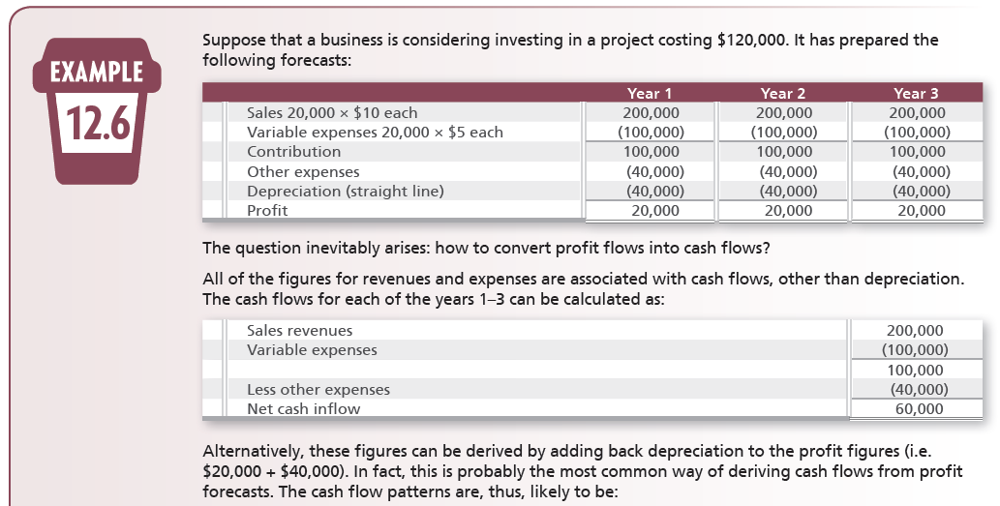 EXAMPLE
12.6
Suppose that a business is considering investing in a project costing $120,000. It has prepared the
following forecasts:
Year 1 Year 2 Year 3
Sales 20,000 × $10 each 200,000 200,000 200,000
Variable expenses 20,000 × $5 each (100,000) (100,000) (100,000)
Contribution 100,000 100,000 100,000
Other expenses (40,000) (40,000) (40,000)
Depreciation (straight line) (40,000) (40,000) (40,000)
Profit 20,000 20,000 20,000
The question inevitably arises: how to convert profit flows into cash flows?
All of the figures for revenues and expenses are associated with cash flows, other than depreciation.
The cash flows for each of the years 1–3 can be calculated as:
Sales revenues 200,000
Variable expenses (100,000)
100,000
Less other expenses (40,000)
Net cash inflow 60,000
Alternatively, these figures can be derived by adding back depreciation to the profit figures (i.e.
$20,000 + $40,000). In fact, this is probably the most common way of deriving cash flows from profit
forecasts. The cash flow patterns are, thus, likely to be: